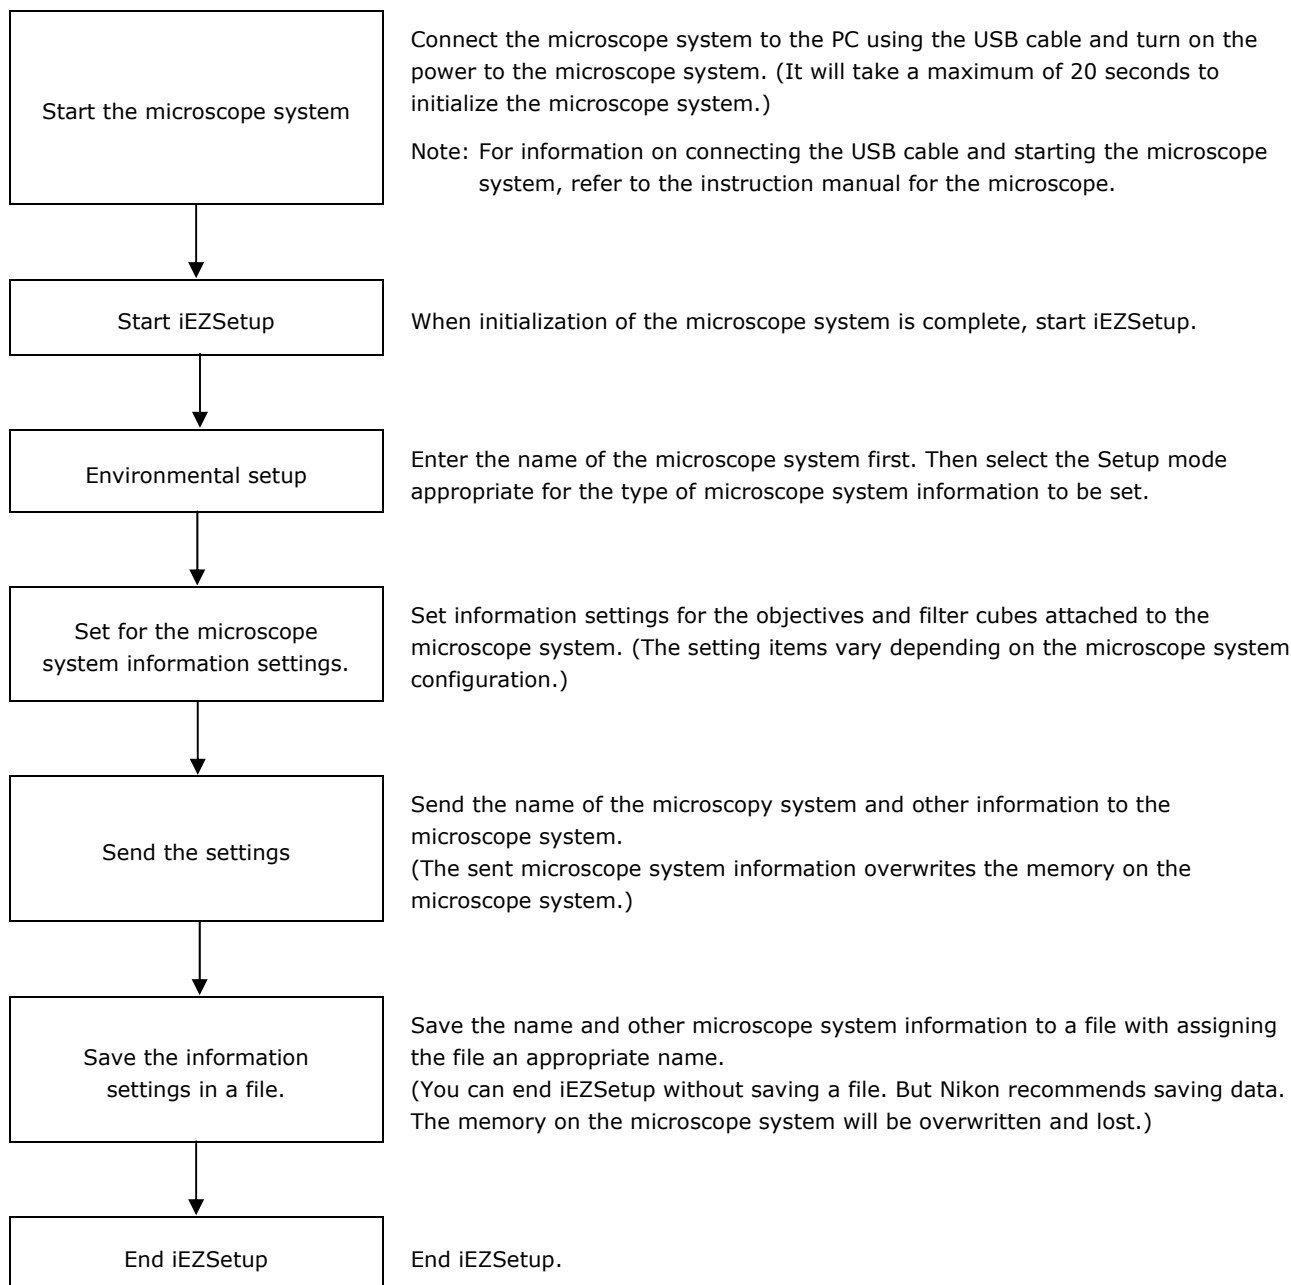 Start the microscope system
Connect the microscope system to the PC using the USB cable and turn on the
power to the microscope system. (It will take a maximum of 20 seconds to
initialize the microscope system.)
Note: For information on connecting the USB cable and starting the microscope
system, refer to the instruction manual for the microscope.
Start iEZSetup
When initialization of the microscope system is complete, start iEZSetup.
Environmental setup
Enter the name of the microscope system first. Then select the Setup mode
appropriate for the type of microscope system information to be set.
Set for the microscope
system information settings.
Set information settings for the objectives and filter cubes attached to the
microscope system. (The setting items vary depending on the microscope system
configuration.)
Send the settings
Send the name of the microscopy system and other information to the
microscope system.
(The sent microscope system information overwrites the memory on the
microscope system.)
Save the information
settings in a file.
Save the name and other microscope system information to a file with assigning
the file an appropriate name.
(You can end iEZSetup without saving a file. But Nikon recommends saving data.
The memory on the microscope system will be overwritten and lost.)
End iEZSetup
End iEZSetup.